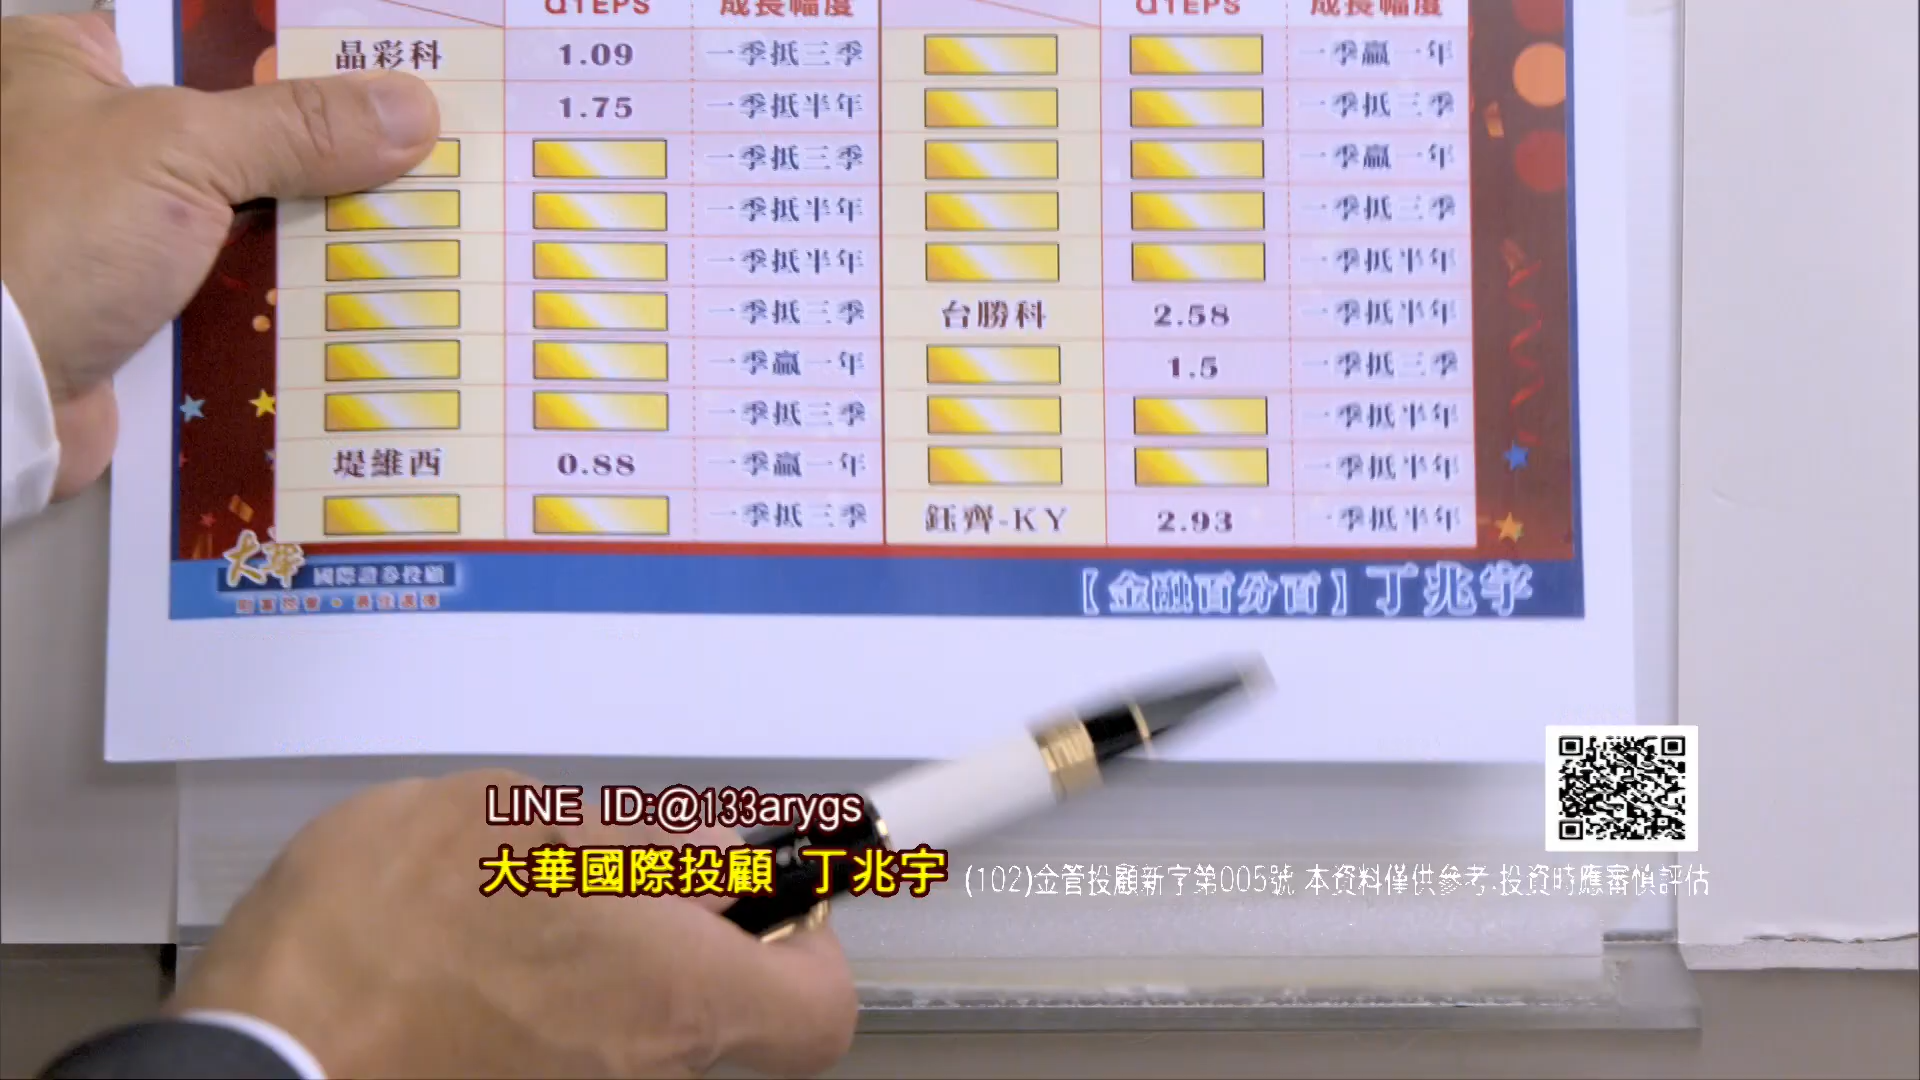 Q1EPS 成長幅度 Q1EPS 成長幅度
晶彩科 1.09 一季抵三季 一季贏一年
1.75 一季抵半年 一季抵三季
一季抵三季 一季贏一年
一季抵半年 一季抵三季
一季抵半年 一季抵半年
一季抵三季 台勝科 2.58 一季抵半年
一季贏一年 1.5 一季抵三季
一季抵三季 一季抵半年
堤維西 0.88 一季贏一年 一季抵半年
一季抵三季 鈺齊-KY 2.93 一季抵半年
大華 國際證券投顧
【金融百分百】丁兆宇
LINE ID:@133arygs
大華國際投顧 丁兆宇 (102)金管投顧新字第005號 本資料僅供參考.投資時應審慎評估